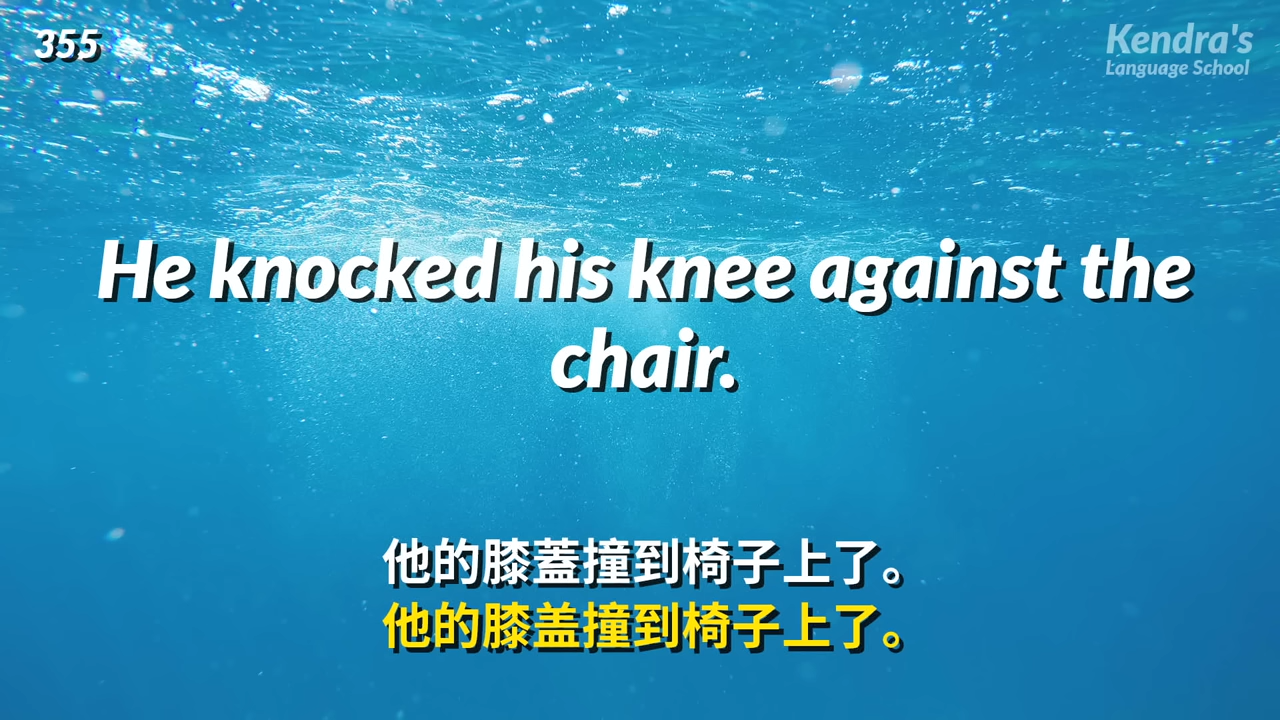 355
Kendra's
Language School
He knocked his knee against the
chair.
他的膝蓋撞到椅子上了。
他的膝盖撞到椅子上了。